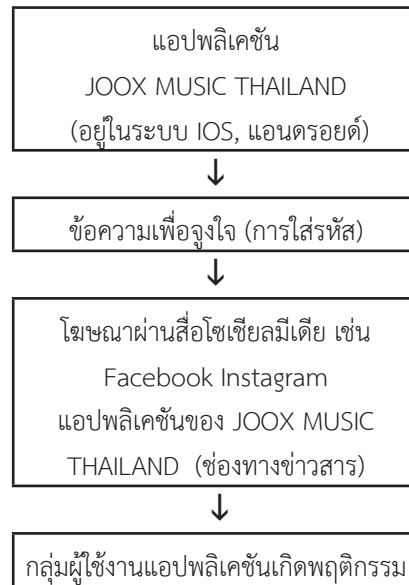 แอปพลิเคชัน
JOOX MUSIC THAILAND
(อยู่ในระบบ IOS, แอนดรอยด์)
ข้อความเพื่อจูงใจ (การใส่รหัส)
โฆษณาผ่านสื่อโซเชียลมีเดีย เช่น
Facebook Instagram
แอปพลิเคชันของ JOOX MUSIC
THAILAND (ช่องทางข่าวสาร)
กลุ่มผู้ใช้งานแอปพลิเคชันเกิดพฤติกรรม